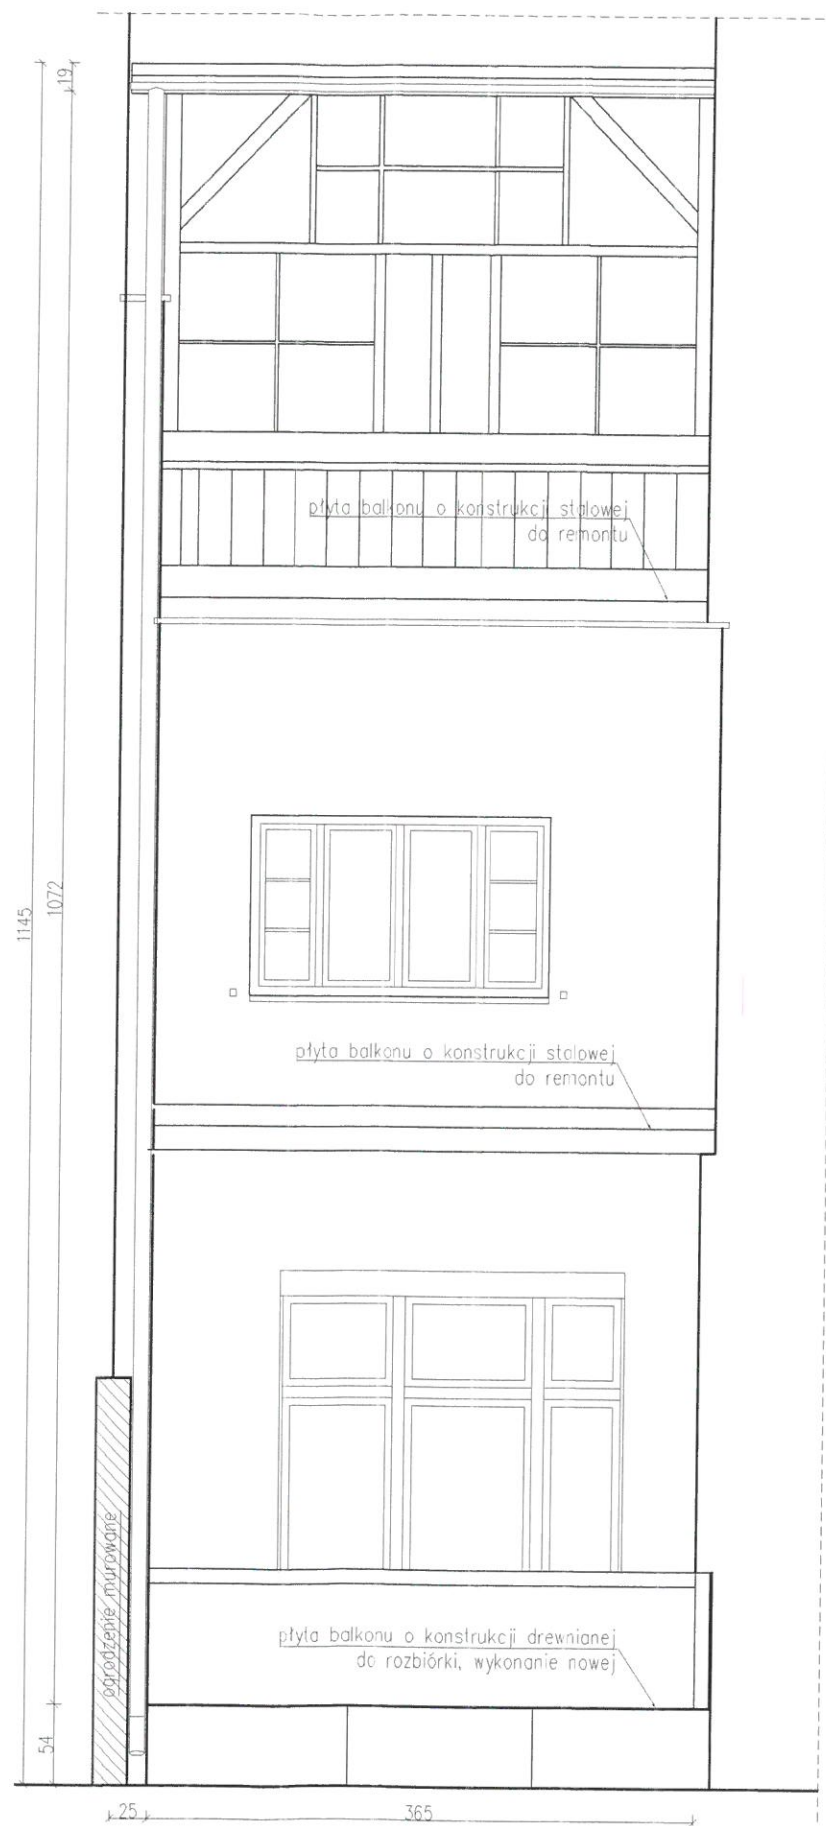 19
płyta balkonu o konstrukcji stalowej
do remontu
1072
1145
płyta balkonu o konstrukcji stalowej
do remontu
ogrodzenie murowane
płyta balkonu o konstrukcji drewnianej
do rozbiórki, wykonanie nowej
54
25
365